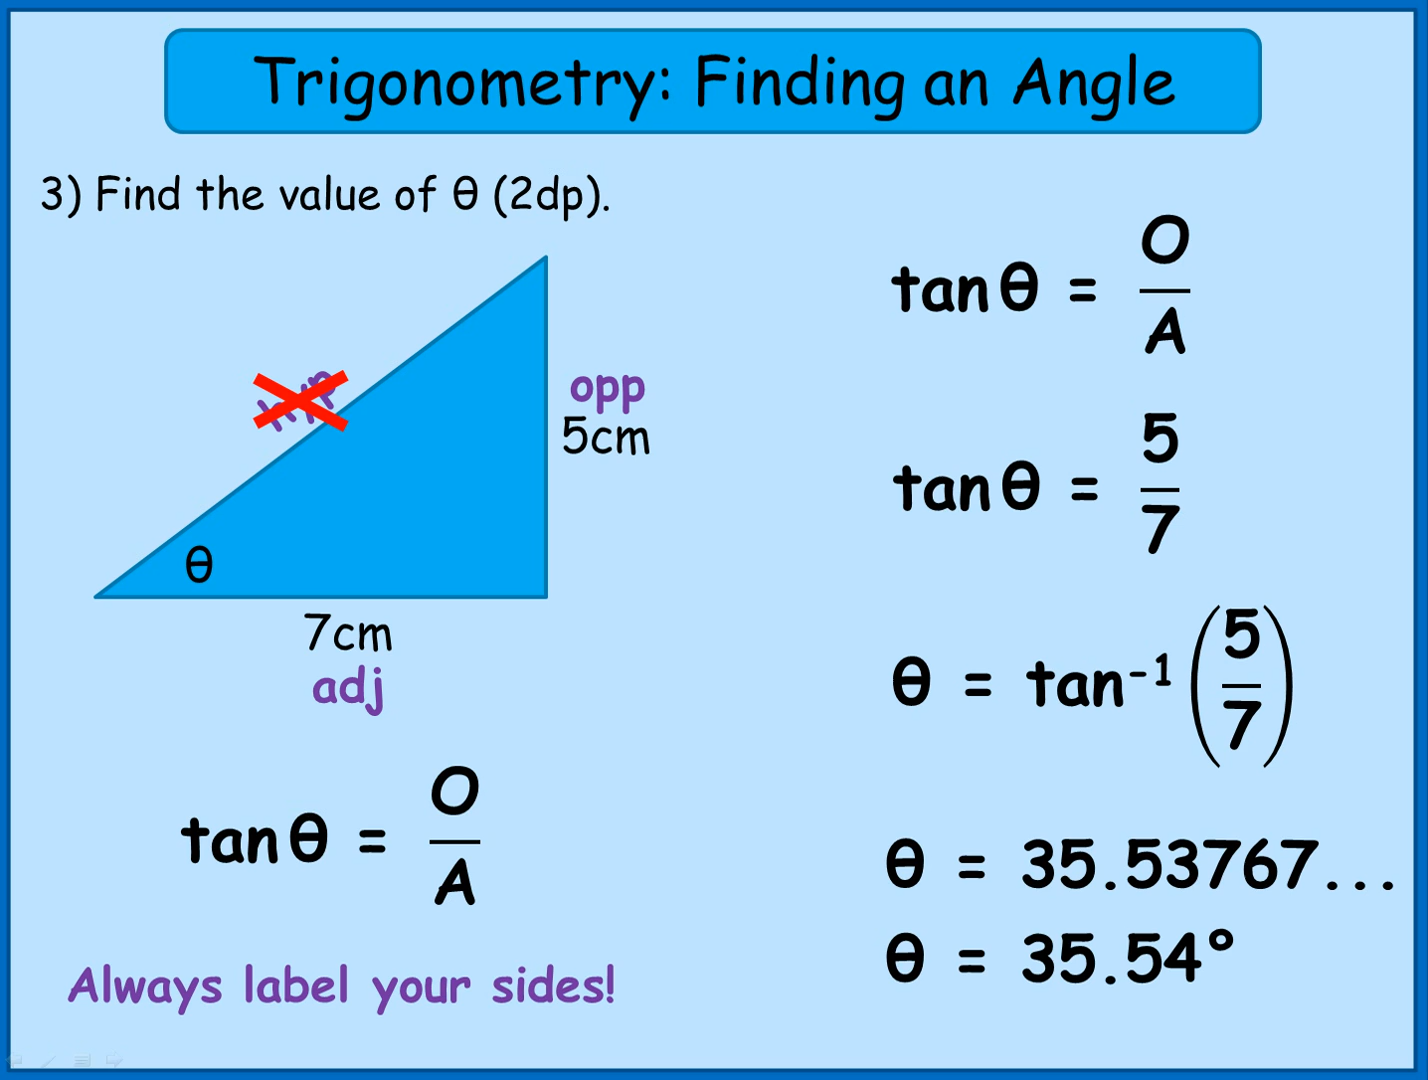 Trigonometry: Finding an Angle
3) Find the value of θ (2dp).
hyp
opp
5cm
θ
7cm
adj
tanθ = O/A
Always label your sides!
tanθ = O/A
tanθ = 5/7
θ = tan⁻¹(5/7)
θ = 35.53767...
θ = 35.54°